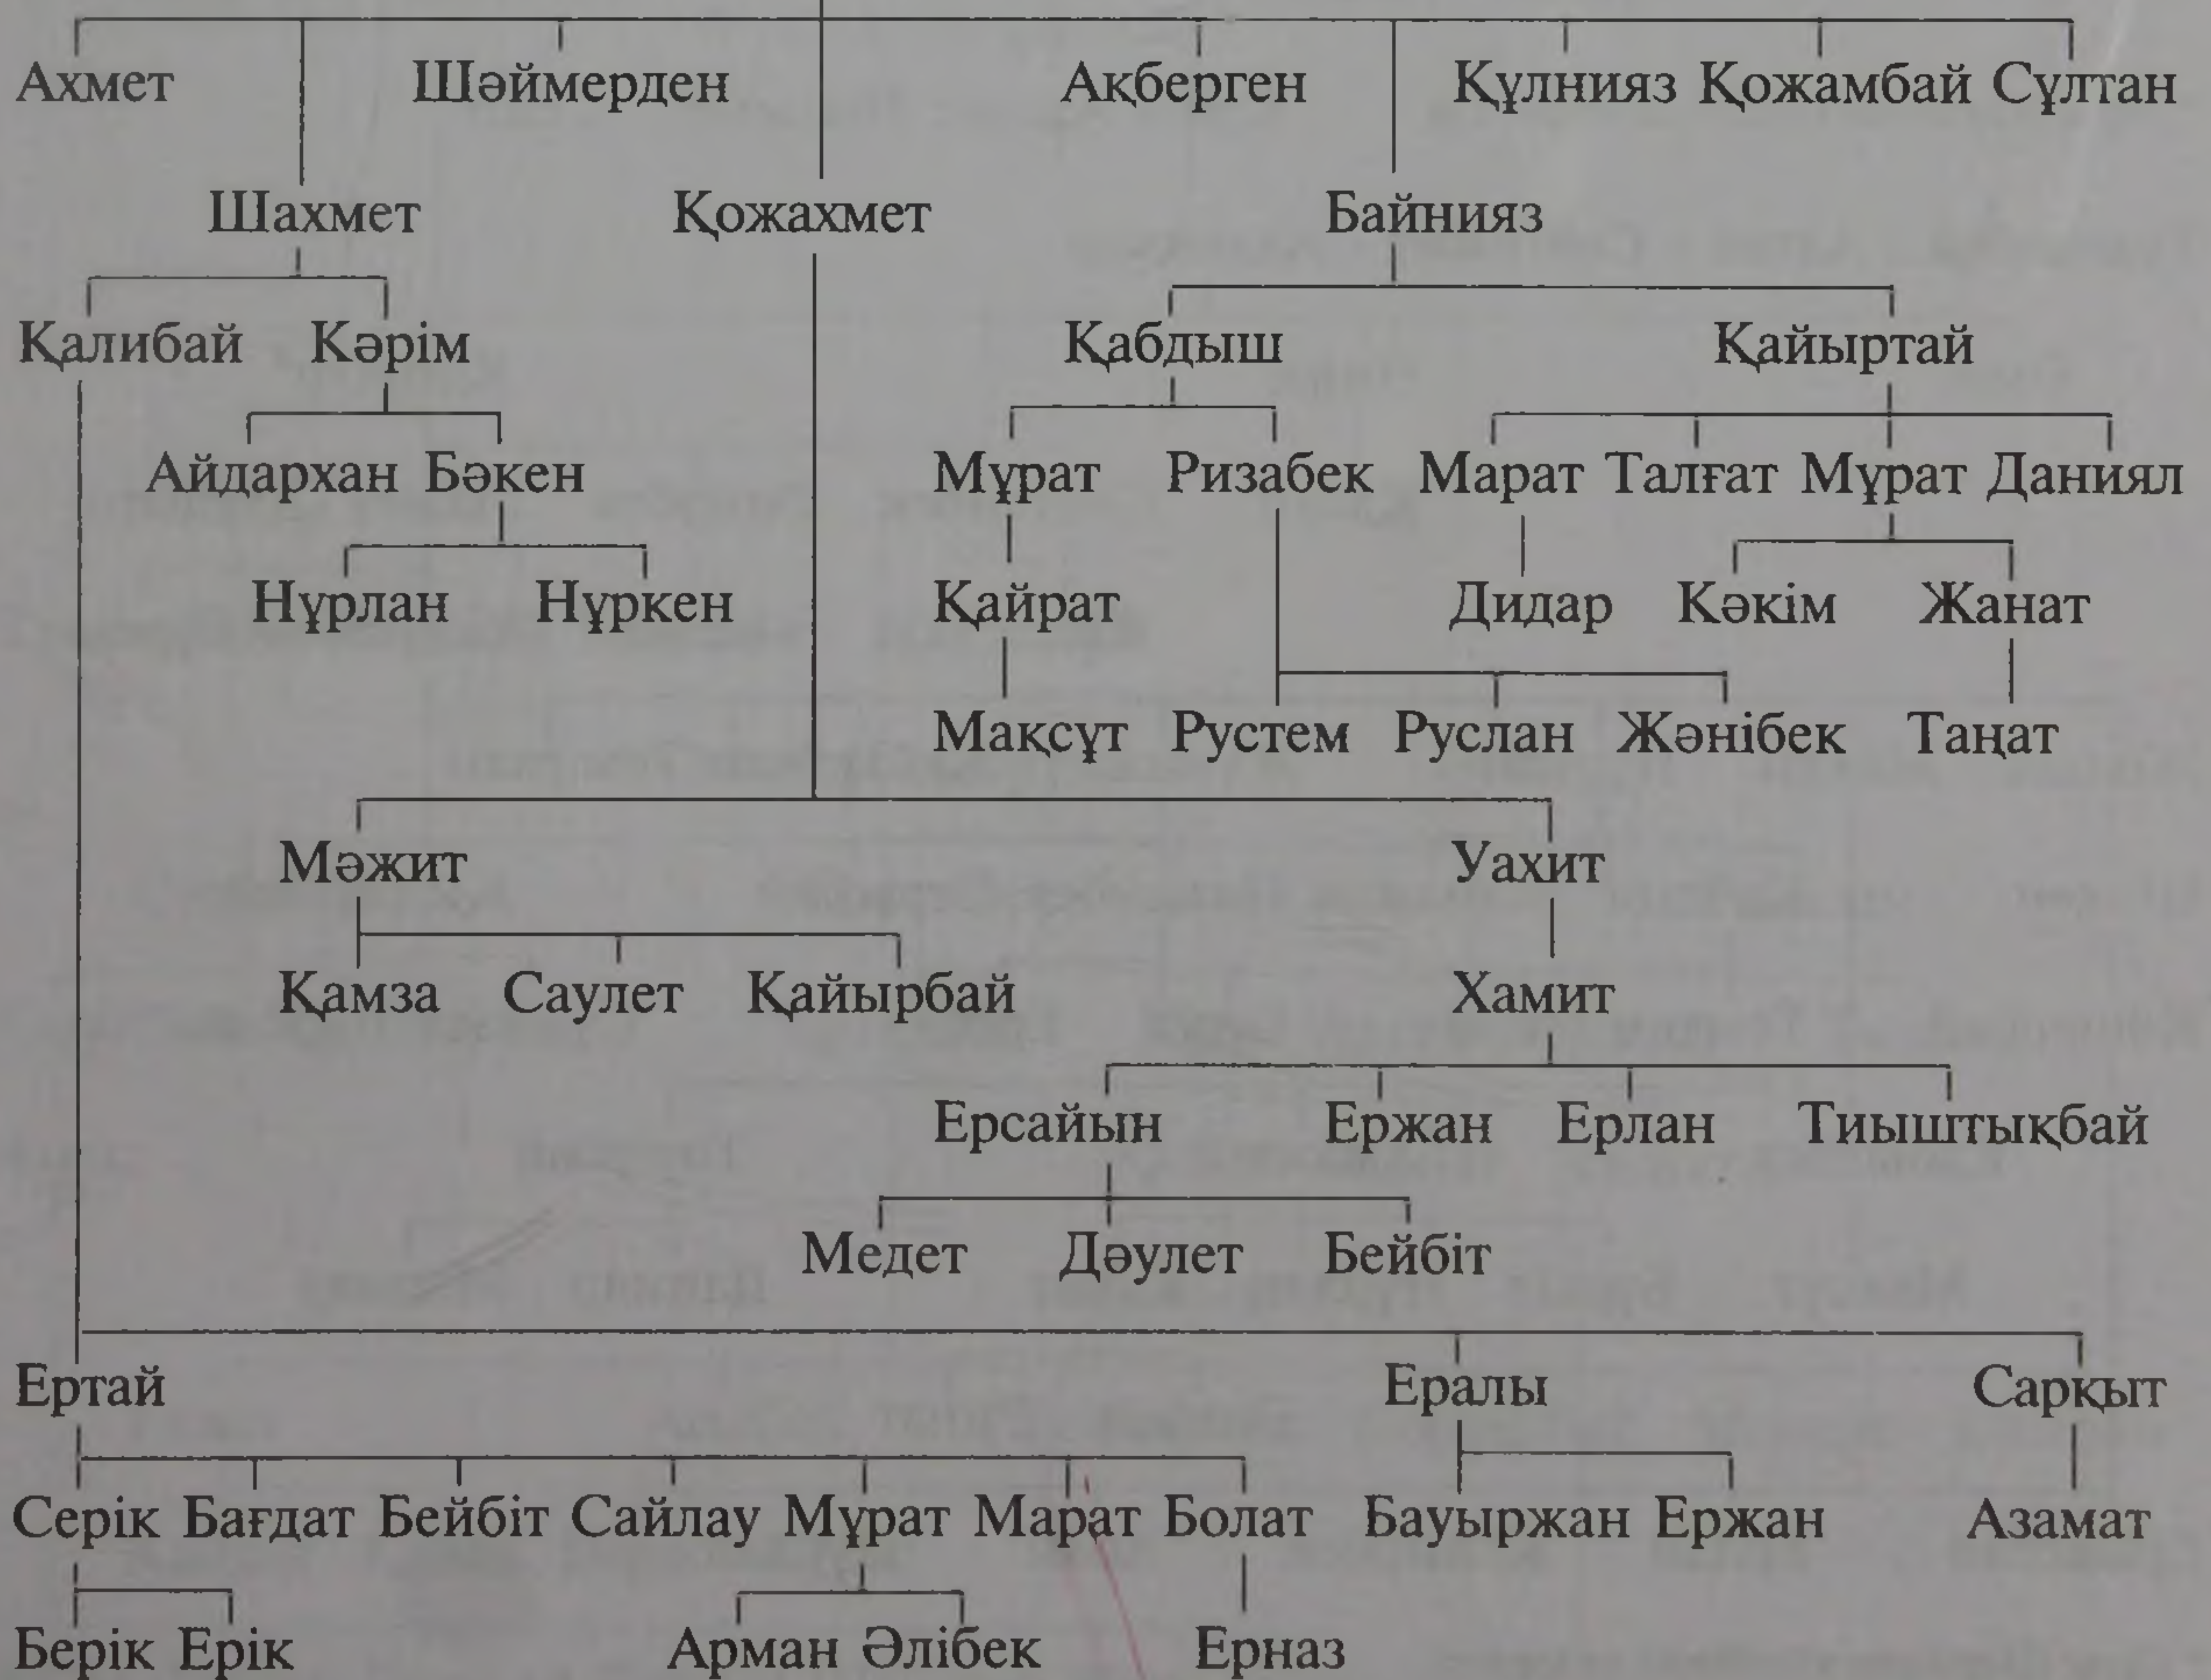 Ахмет Шәймерден Ақберген Құлнияз Қожамбай Сұлтан
Шахмет Қожахмет Байнияз
Қалибай Кәрім Қабдыш Қайыртай
Айдархан Бәкен Мұрат Ризабек Марат Талғат Мұрат Даниял
Нұрлан Нұркен Қайрат Дидар Кәкім Жанат
Мақсұт Рустем Руслан Жәнібек Таңат
Мәжит Уахит
Қамза Саулет Қайырбай Хамит
Ерсайын Ержан Ерлан Тиыштықбай
Медет Дәулет Бейбіт
Ертай Ералы Сарқыт
Серік Бағдат Бейбіт Сайлау Мұрат Марат Болат Бауыржан Ержан Азамат
Берік Ерік Арман Әлібек Ерназ